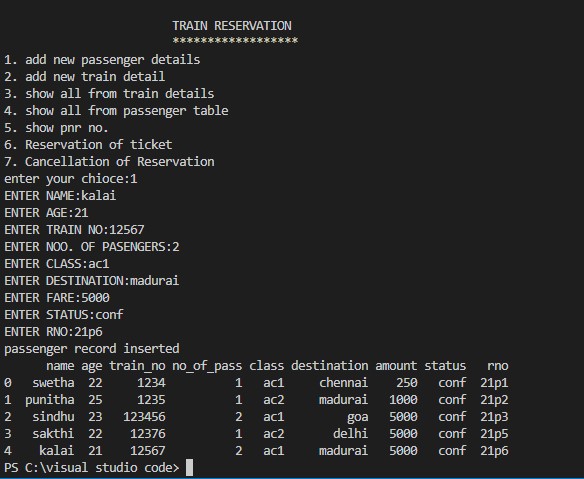 TRAIN RESERVATION
******************
1. add new passenger details
2. add new train detail
3. show all from train details
4. show all from passenger table
5. show pnr no.
6. Reservation of ticket
7. Cancellation of Reservation
enter your chioce:1
ENTER NAME:kalai
ENTER AGE:21
ENTER TRAIN NO:12567
ENTER NOO. OF PASENGERS:2
ENTER CLASS:ac1
ENTER DESTINATION:madurai
ENTER FARE:5000
ENTER STATUS:conf
ENTER RNO:21p6
passenger record inserted
name age train_no no_of_pass class destination amount status rno
0 swetha 22 1234 1 ac1 chennai 250 conf 21p1
1 punitha 25 1235 1 ac2 madurai 1000 conf 21p2
2 sindhu 23 123456 2 ac1 goa 5000 conf 21p3
3 sakthi 22 12376 1 ac2 delhi 5000 conf 21p5
4 kalai 21 12567 2 ac1 madurai 5000 conf 21p6
PS C:\visual studio code>